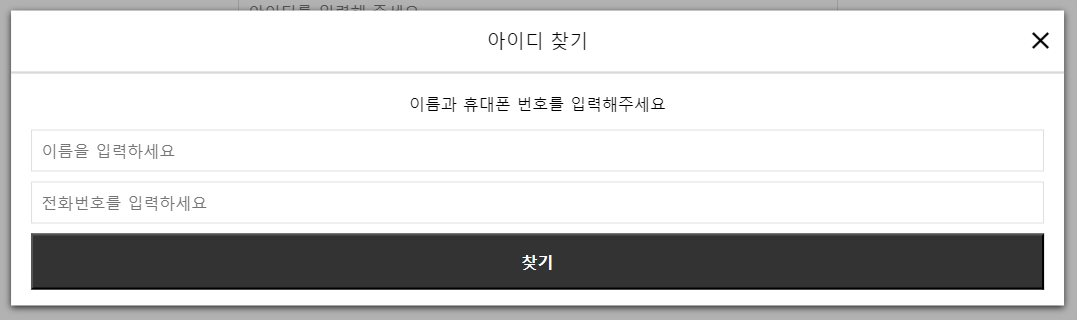 아이디 찾기
이름과 휴대폰 번호를 입력해주세요
이름을 입력하세요
전화번호를 입력하세요
찾기